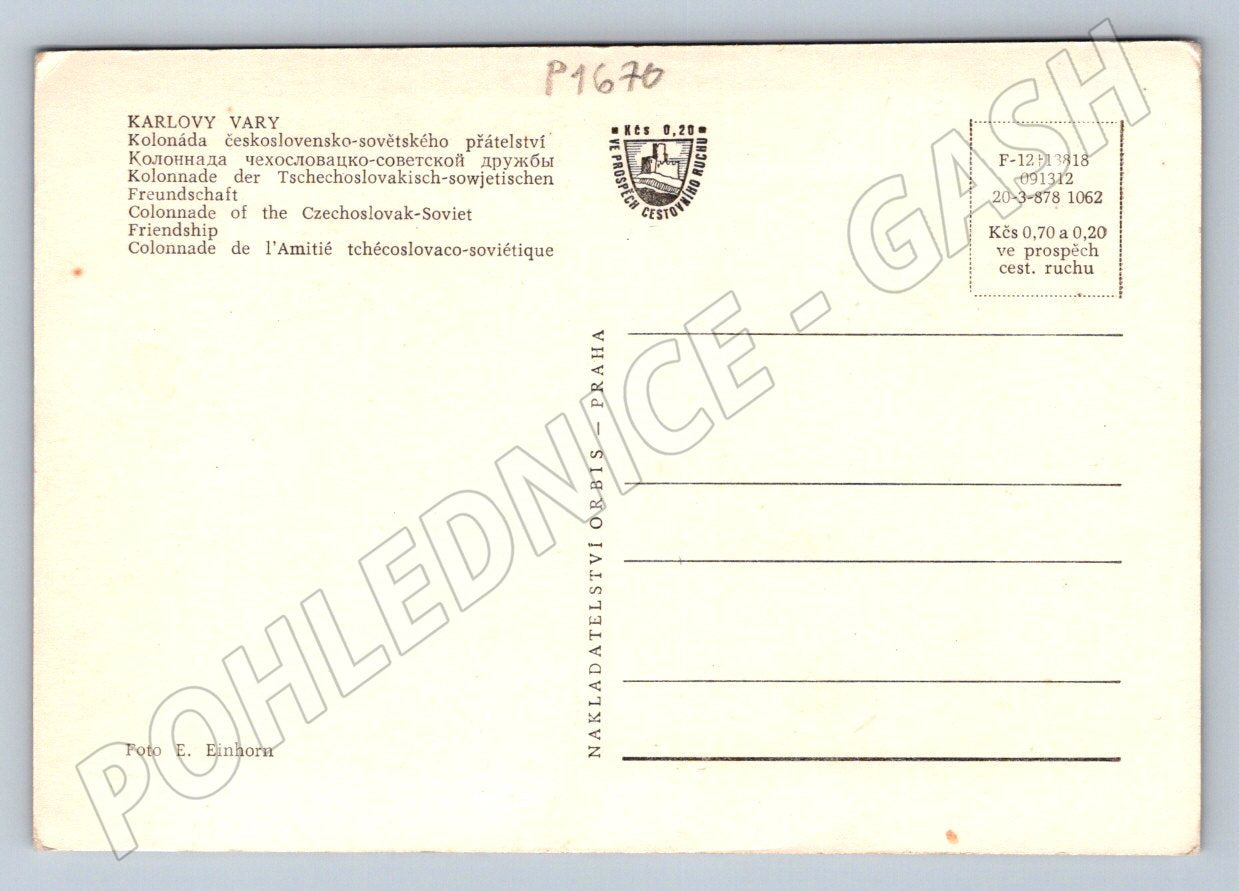 P1670
KARLOVY VARY
Kolonáda československo-sovětského přátelství
Колоннада чехословацко-советской дружбы
Kolonnade der Tschechoslovakisch-sowjetischen
Freundschaft
Colonnade of the Czechoslovak-Soviet
Friendship
Colonnade de l'Amitié tchécoslovaco-soviétique
Kčs 0,20
VE PROSPĚCH CESTOVNÍHO RUCHU
F-12+13818
091312
20-3-878 1062
Kčs 0,70 a 0,20
ve prospěch
cest. ruchu
NAKLADATELSTVÍ ORBIS — PRAHA
Foto E. Einhorn
POHLEDNICE - GASH